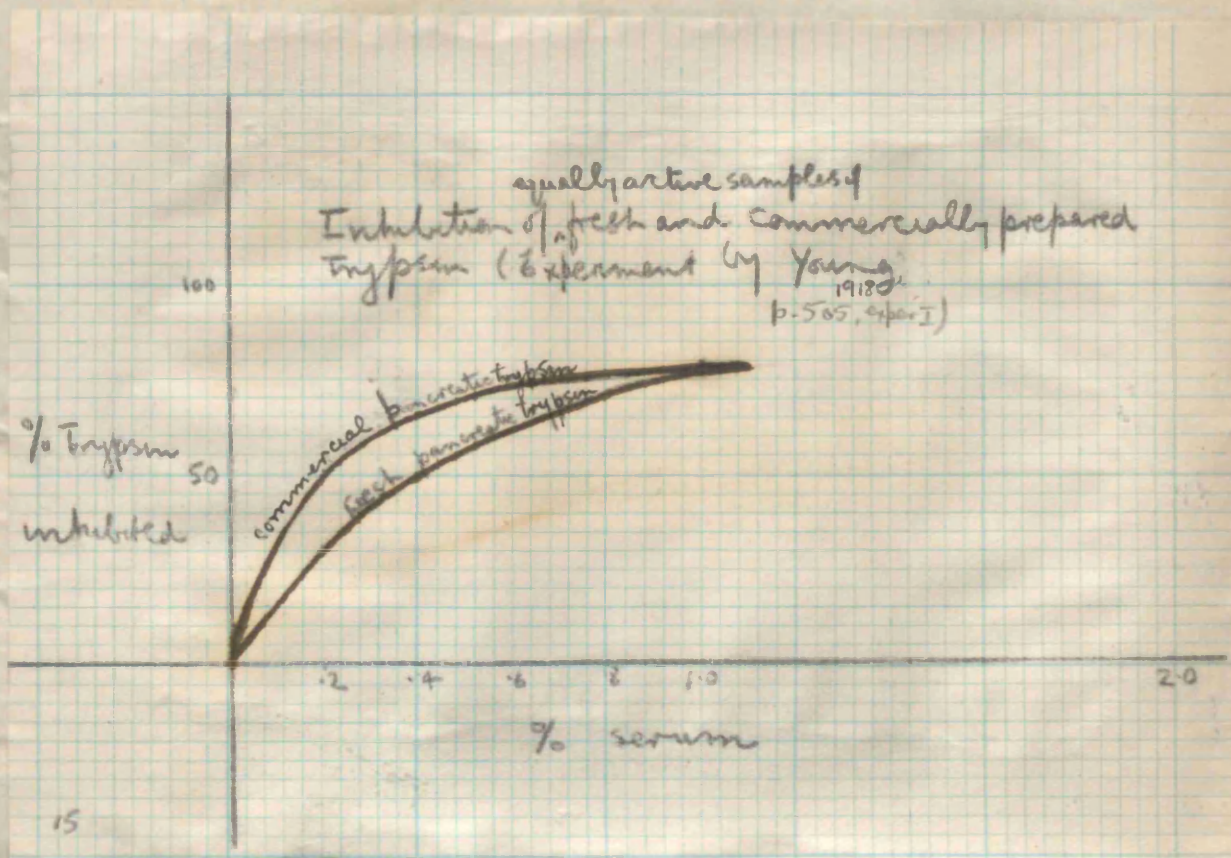 equally active samples of
Inhibition of ‸ fresh and commercially prepared
Trypsin (Experiment by Young
1918
p-505, exper I)
100
commercial pancreatic trypsin
fresh pancreatic trypsin
% Trypsin
50
inhibited
.2 .4 .6 .8 1.0 2.0
% serum
15